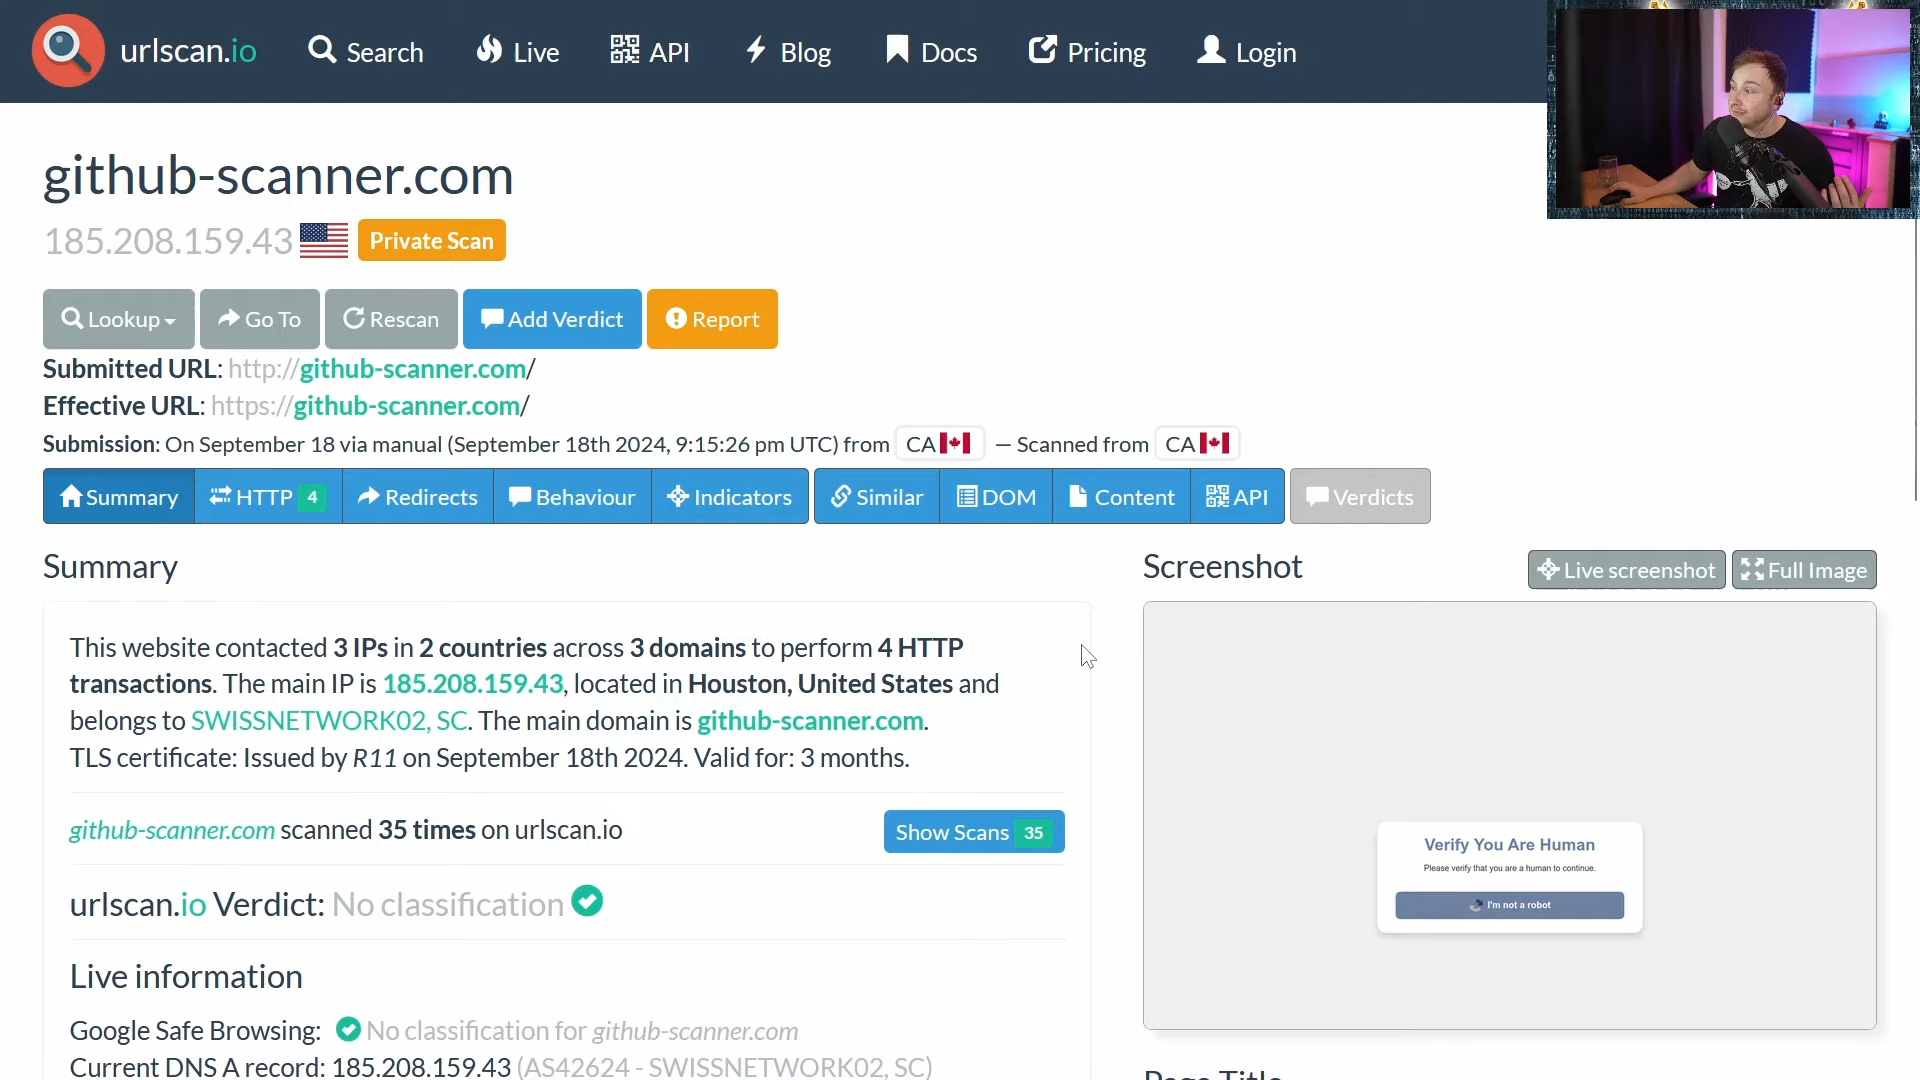 urlscan.io
Search
Live
API
Blog
Docs
Pricing
Login
github-scanner.com
185.208.159.43
Private Scan
Lookup
Go To
Rescan
Add Verdict
Report
Submitted URL: http://github-scanner.com/
Effective URL: https://github-scanner.com/
Submission: On September 18 via manual (September 18th 2024, 9:15:26 pm UTC) from CA — Scanned from CA
Summary
HTTP 4
Redirects
Behaviour
Indicators
Similar
DOM
Content
API
Verdicts
Summary
This website contacted 3 IPs in 2 countries across 3 domains to perform 4 HTTP
transactions. The main IP is 185.208.159.43, located in Houston, United States and
belongs to SWISSNETWORK02, SC. The main domain is github-scanner.com.
TLS certificate: Issued by R11 on September 18th 2024. Valid for: 3 months.
github-scanner.com scanned 35 times on urlscan.io
Show Scans 35
urlscan.io Verdict: No classification
Live information
Google Safe Browsing: No classification for github-scanner.com
Current DNS A record: 185.208.159.43 (AS42624 - SWISSNETWORK02, SC)
Screenshot
Live screenshot
Full Image
Verify You Are Human
Please verify that you are a human to continue.
I'm not a robot
Page Title